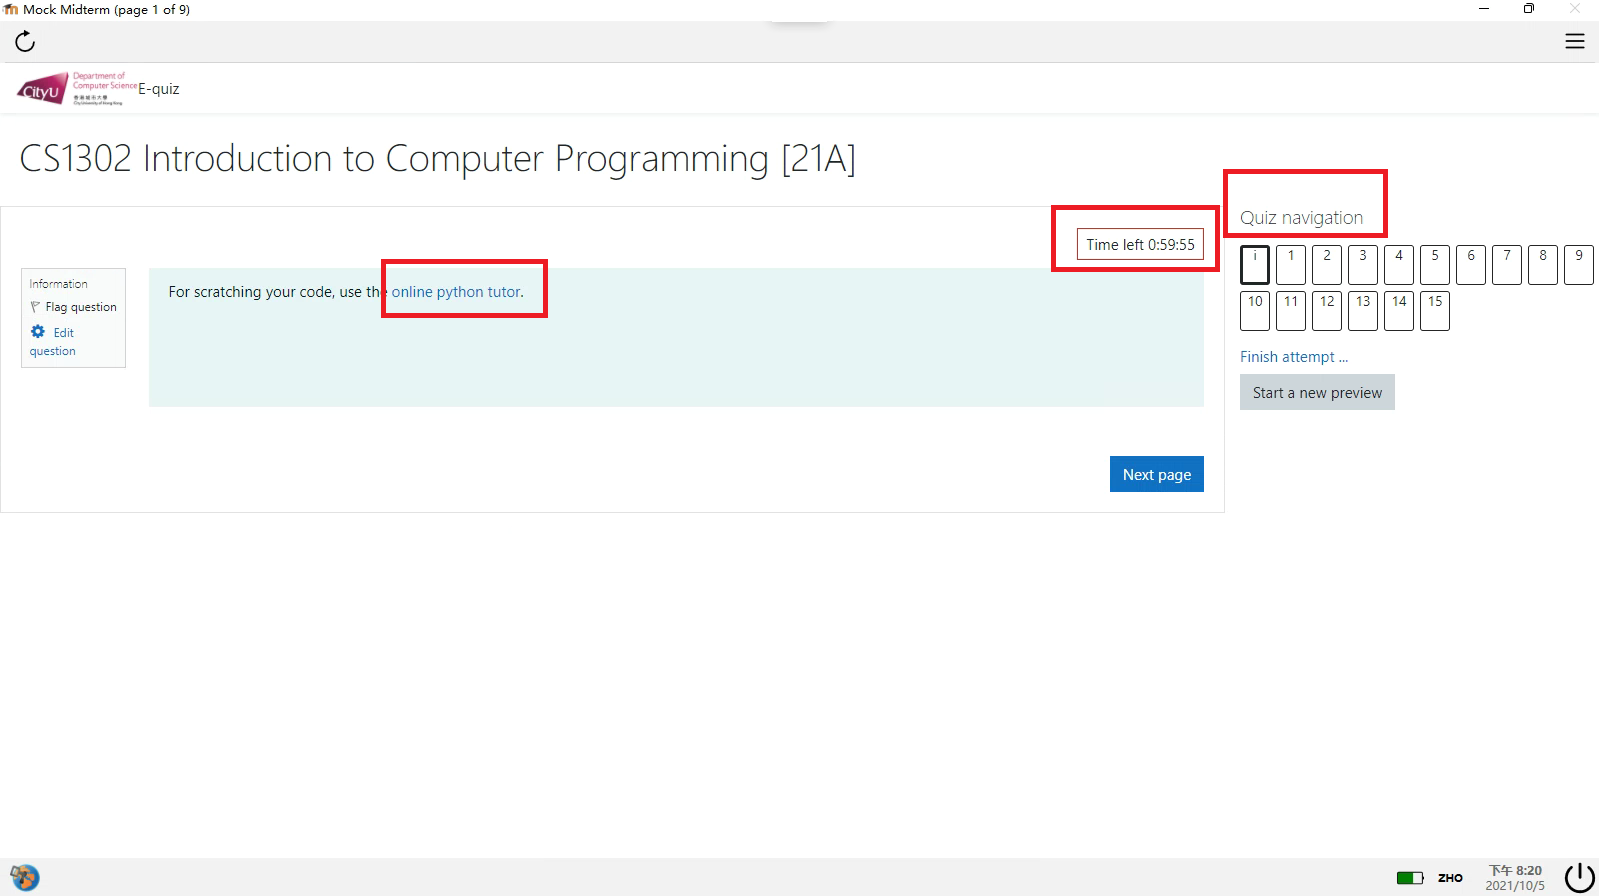 Mock Midterm (page 1 of 9)
CityU
Department of
Computer Science
香港城市大學
City University of Hong Kong
E-quiz
CS1302 Introduction to Computer Programming [21A]
Time left 0:59:55
Information
Flag question
Edit
question
For scratching your code, use the online python tutor.
Next page
Quiz navigation
i 1 2 3 4 5 6 7 8 9
10 11 12 13 14 15
Finish attempt ...
Start a new preview
ZHO
下午 8:20
2021/10/5